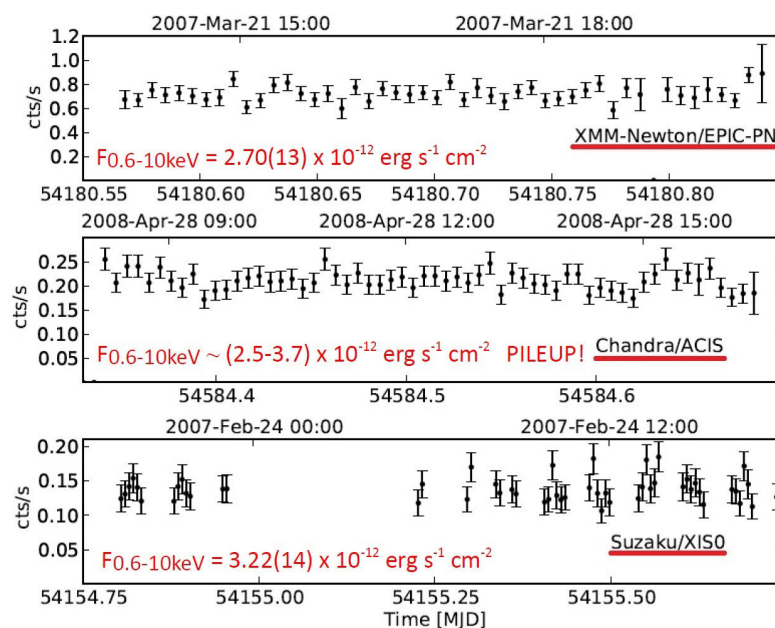 2007-Mar-21 15:00 2007-Mar-21 18:00
1.2
1.0
0.8
0.6
0.4
0.2
cts/s
XMM-Newton/EPIC-PN
F0.6-10keV = 2.70(13) x 10-12 erg s-1 cm-2
54180.55 54180.60 54180.65 54180.70 54180.75 54180.80
2008-Apr-28 09:00 2008-Apr-28 12:00 2008-Apr-28 15:00
0.25
0.20
0.15
0.10
0.05
cts/s
F0.6-10keV ~ (2.5-3.7) x 10-12 erg s-1 cm-2 PILEUP!
Chandra/ACIS
54584.4 54584.5 54584.6
2007-Feb-24 00:00 2007-Feb-24 12:00
0.20
0.15
0.10
0.05
cts/s
F0.6-10keV = 3.22(14) x 10-12 erg s-1 cm-2
Suzaku/XIS0
54154.75 54155.00 54155.25 54155.50
Time [MJD]